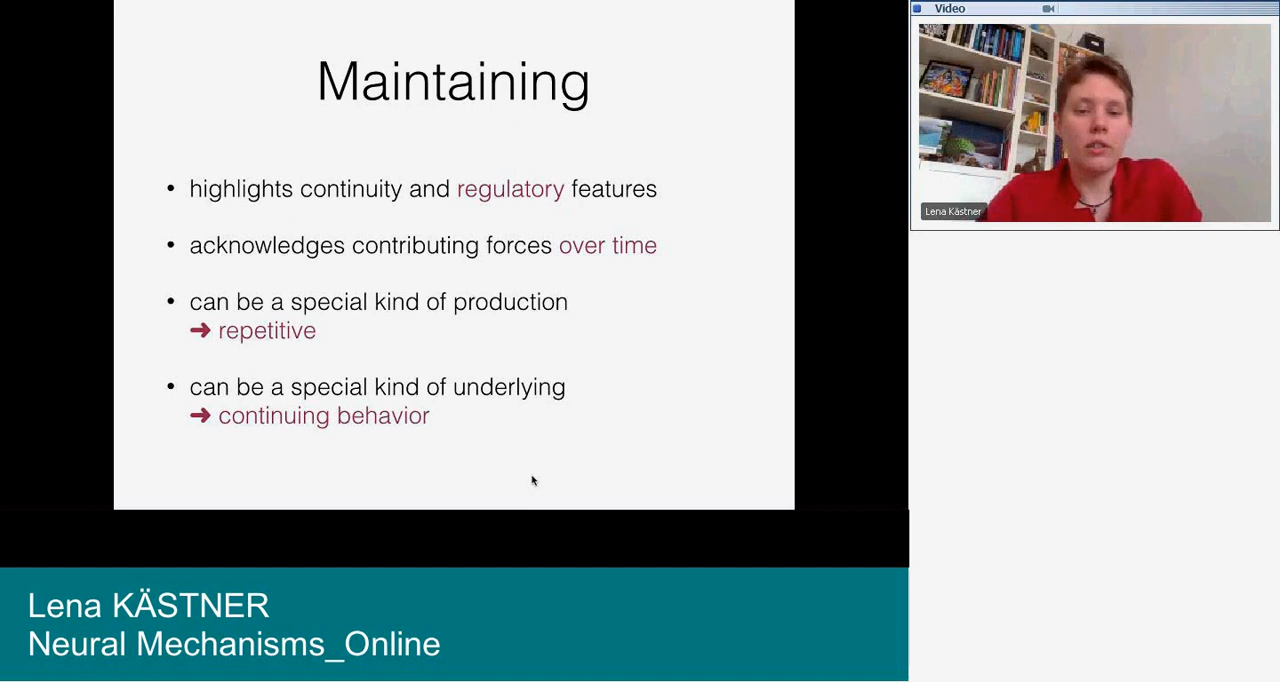 Maintaining
• highlights continuity and regulatory features
• acknowledges contributing forces over time
• can be a special kind of production
➜ repetitive
• can be a special kind of underlying
➜ continuing behavior
Video
Lena Kästner
Lena KÄSTNER
Neural Mechanisms_Online